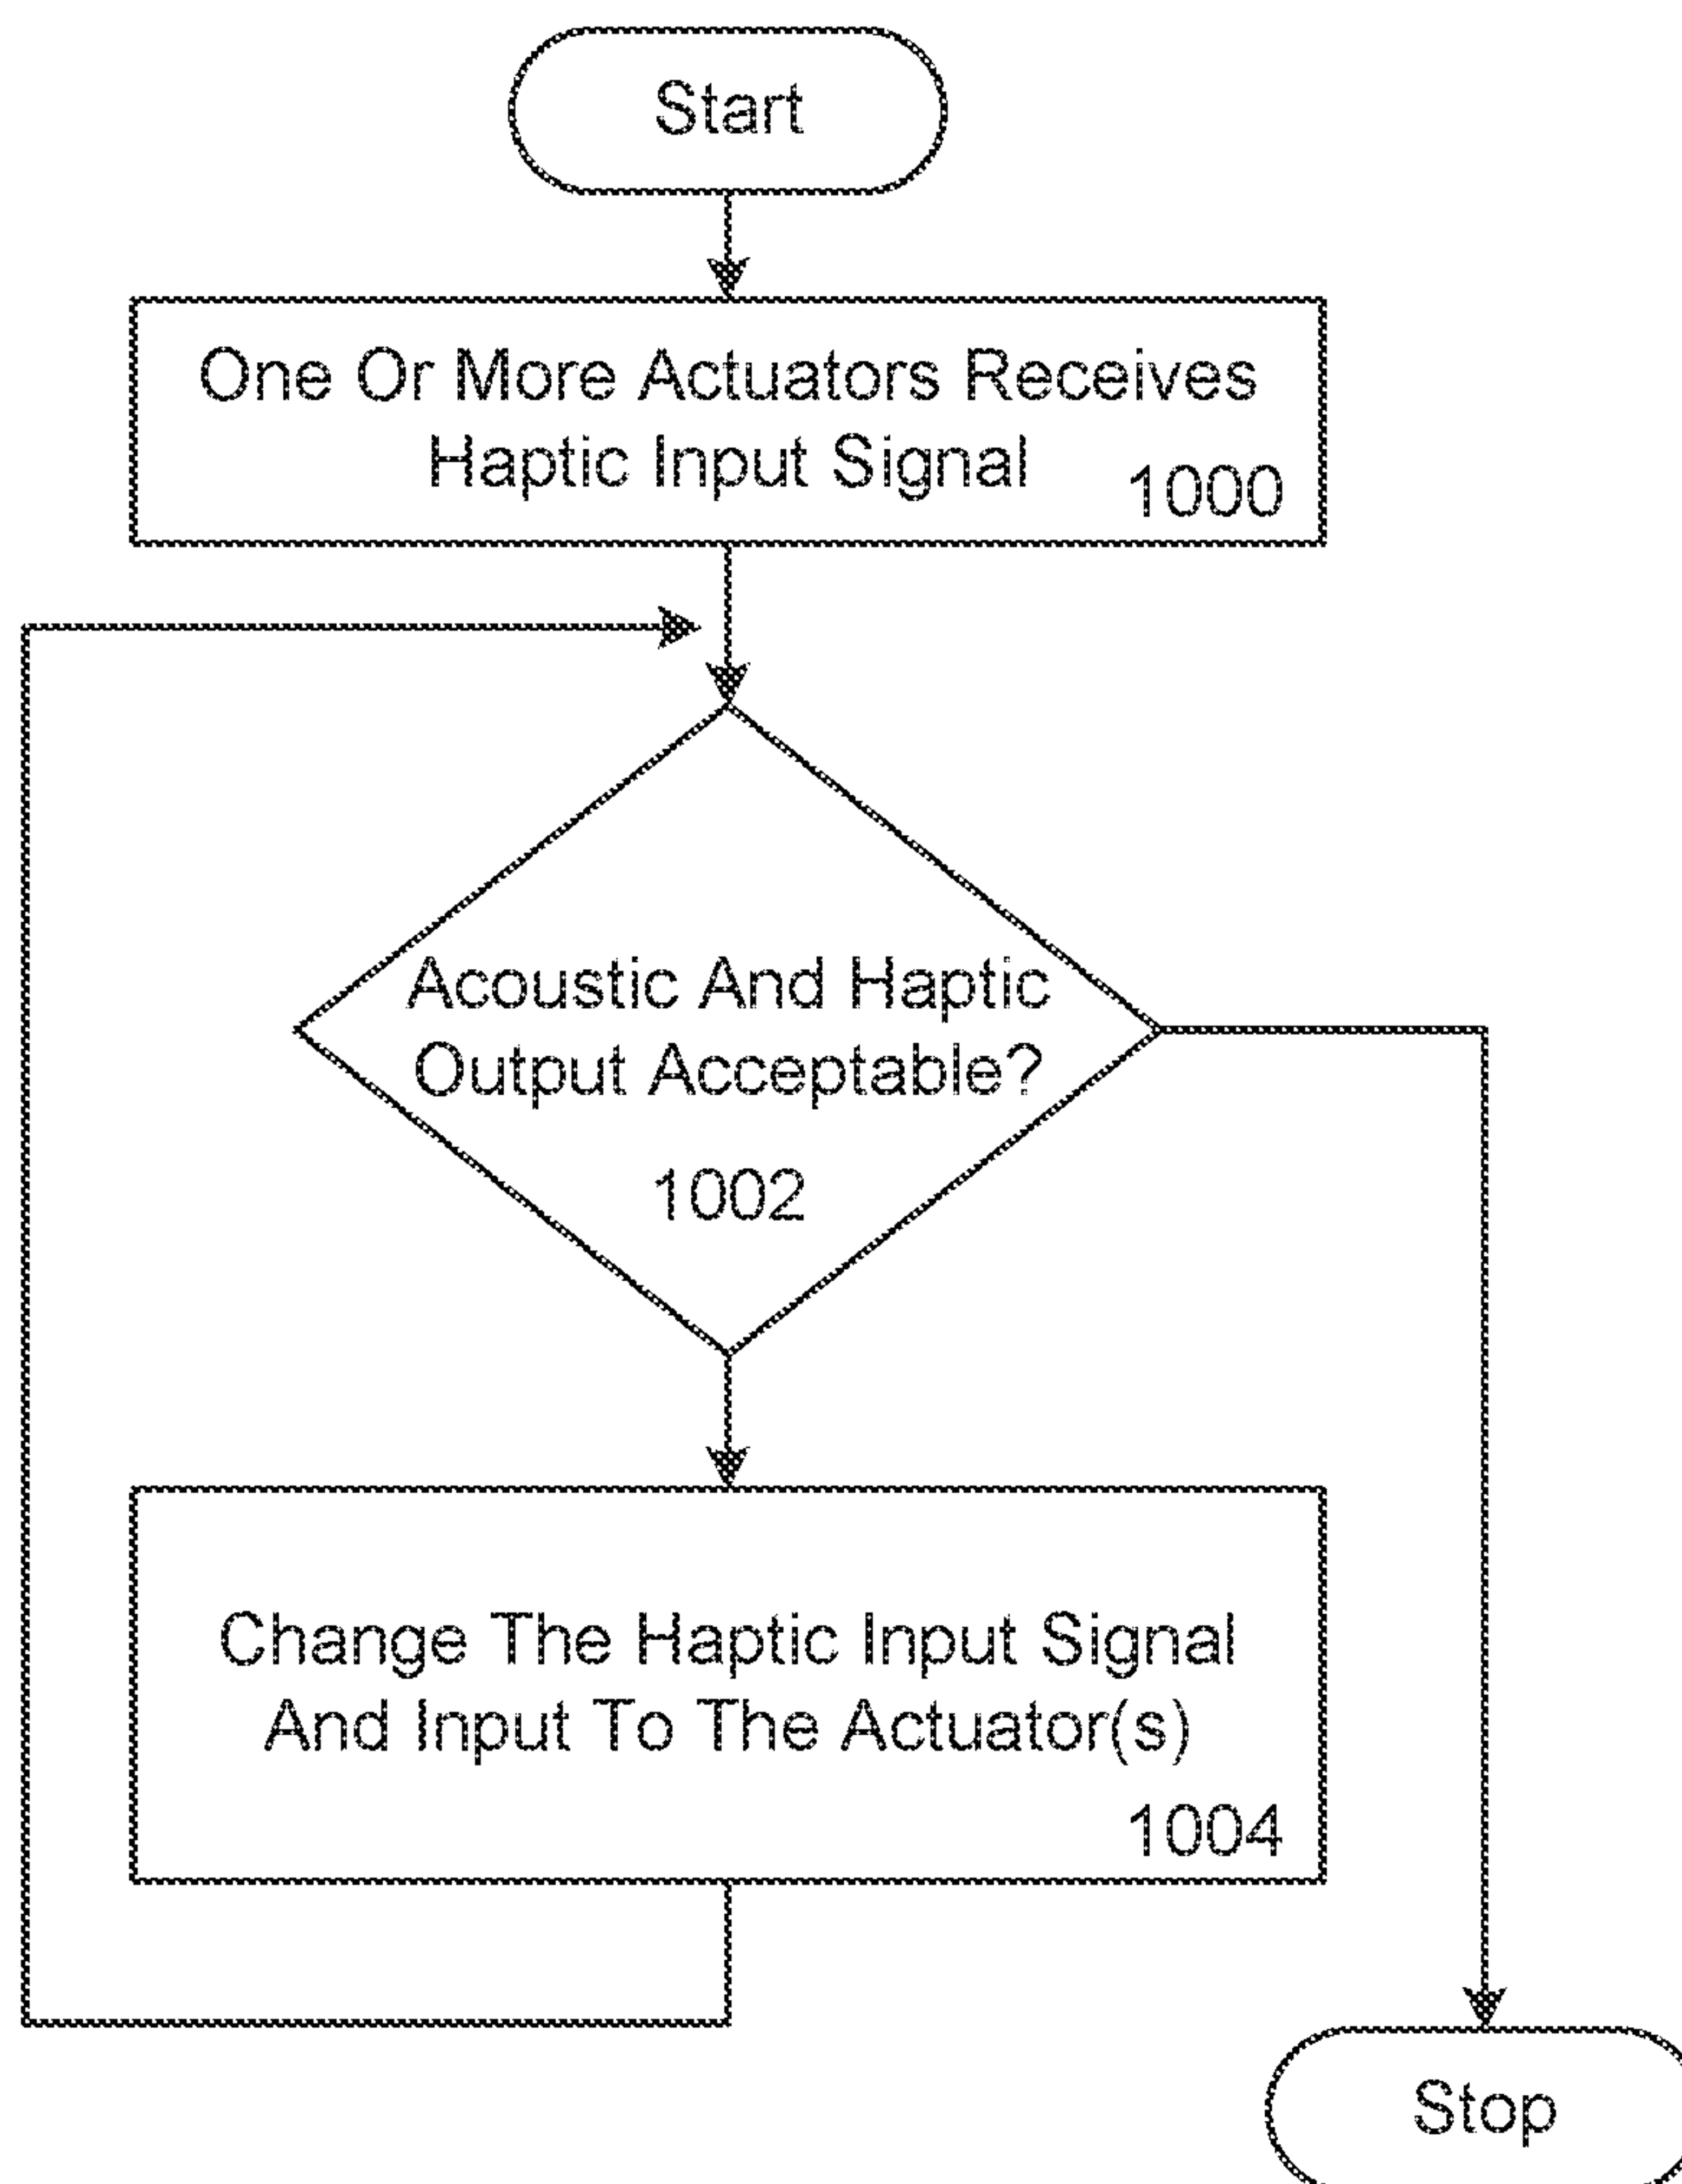 Start
One Or More Actuators Receives
Haptic Input Signal
1000
Acoustic And Haptic
Output Acceptable?
1002
Change The Haptic Input Signal
And Input To The Actuator(s)
1004
Stop